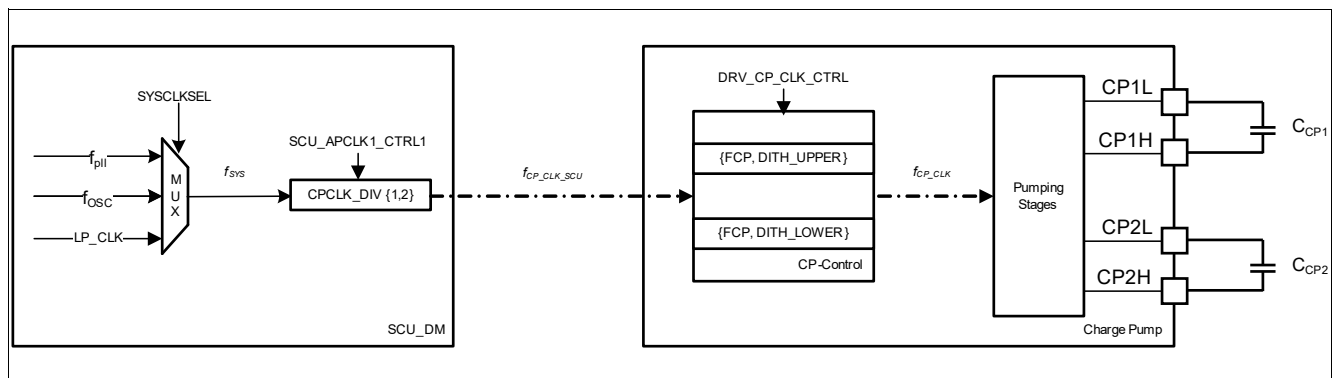 SYSCLKSEL
f_pll
f_OSC
LP_CLK
MUX
f_SYS
SCU_APCLK1_CTRL1
CPCLK_DIV {1,2}
SCU_DM
f_CP_CLK_SCU
DRV_CP_CLK_CTRL
{FCP, DITH_UPPER}
{FCP, DITH_LOWER}
CP-Control
f_CP_CLK
Pumping
Stages
CP1L
CP1H
CP2L
CP2H
Charge Pump
C_CP1
C_CP2